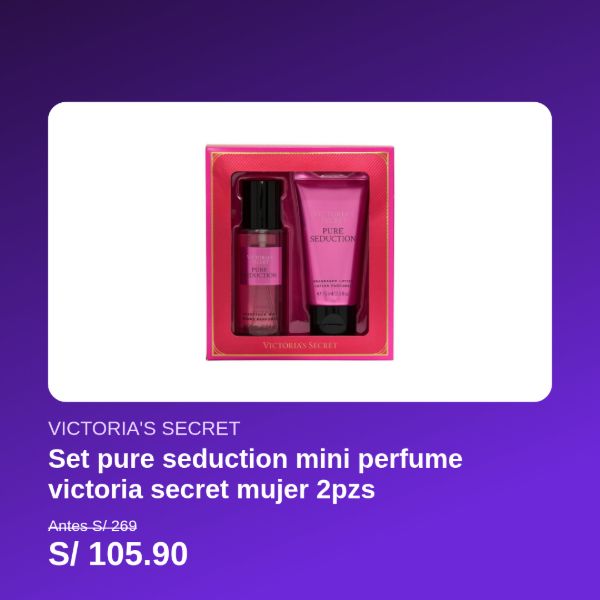 VICTORIA'S
SECRET
PURE
SEDUCTION
VICTORIA'S
SECRET
PURE
SEDUCTION
VICTORIA'S SECRET
VICTORIA'S SECRET
Set pure seduction mini perfume
victoria secret mujer 2pzs
Antes S/ 269
S/ 105.90